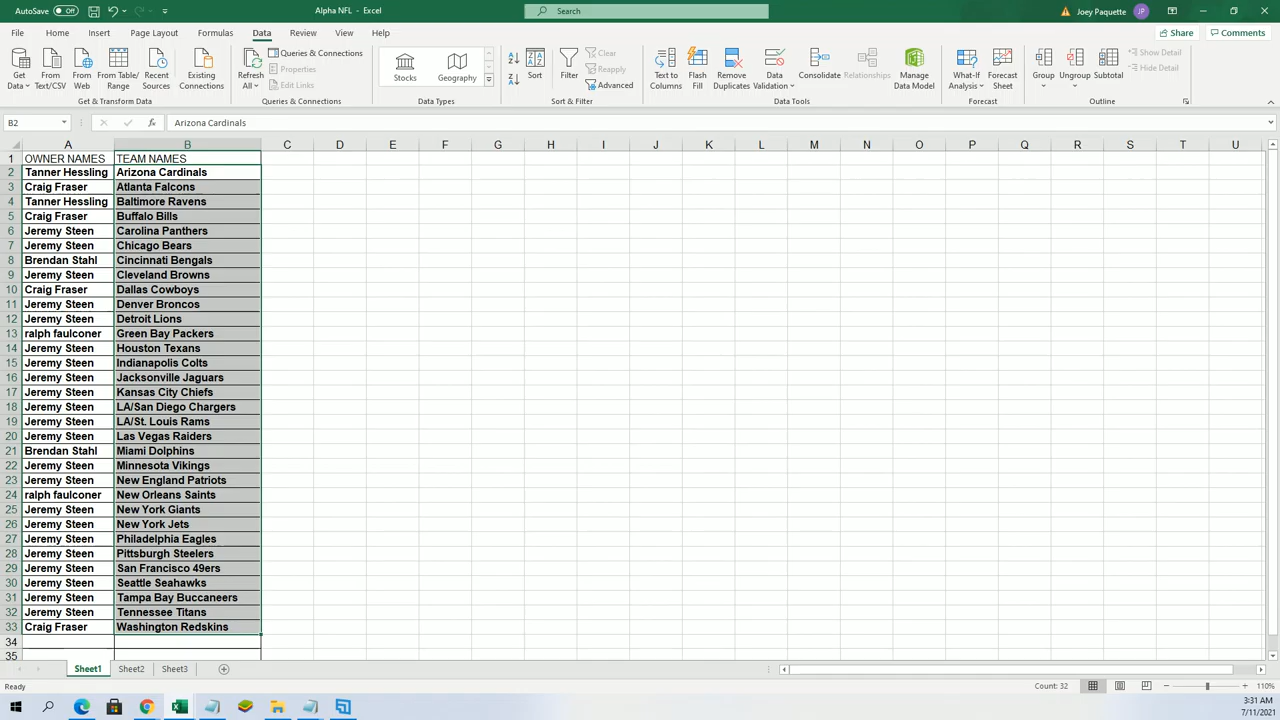 AutoSave Off Alpha NFL - Excel Search Joey Paquette JP
File Home Insert Page Layout Formulas Data Review View Help Share Comments
Get Data From Text/CSV From Web From Table/Range Recent Sources Existing Connections Refresh All Queries & Connections Properties Edit Links Stocks Geography Sort Filter Clear Reapply Advanced Text to Columns Flash Fill Remove Duplicates Data Validation Consolidate Relationships Manage Data Model What-If Analysis Forecast Sheet Group Ungroup Subtotal Show Detail Hide Detail
Get & Transform Data Queries & Connections Data Types Sort & Filter Data Tools Forecast Outline
B2 fx Arizona Cardinals
A B C D E F G H I J K L M N O P Q R S T U
1 OWNER NAMES TEAM NAMES
2 Tanner Hessling Arizona Cardinals
3 Craig Fraser Atlanta Falcons
4 Tanner Hessling Baltimore Ravens
5 Craig Fraser Buffalo Bills
6 Jeremy Steen Carolina Panthers
7 Jeremy Steen Chicago Bears
8 Brendan Stahl Cincinnati Bengals
9 Jeremy Steen Cleveland Browns
10 Craig Fraser Dallas Cowboys
11 Jeremy Steen Denver Broncos
12 Jeremy Steen Detroit Lions
13 ralph faulconer Green Bay Packers
14 Jeremy Steen Houston Texans
15 Jeremy Steen Indianapolis Colts
16 Jeremy Steen Jacksonville Jaguars
17 Jeremy Steen Kansas City Chiefs
18 Jeremy Steen LA/San Diego Chargers
19 Jeremy Steen LA/St. Louis Rams
20 Jeremy Steen Las Vegas Raiders
21 Brendan Stahl Miami Dolphins
22 Jeremy Steen Minnesota Vikings
23 Jeremy Steen New England Patriots
24 ralph faulconer New Orleans Saints
25 Jeremy Steen New York Giants
26 Jeremy Steen New York Jets
27 Jeremy Steen Philadelphia Eagles
28 Jeremy Steen Pittsburgh Steelers
29 Jeremy Steen San Francisco 49ers
30 Jeremy Steen Seattle Seahawks
31 Jeremy Steen Tampa Bay Buccaneers
32 Jeremy Steen Tennessee Titans
33 Craig Fraser Washington Redskins
34
35
Sheet1 Sheet2 Sheet3
Ready Count: 32 110%
3:31 AM
7/11/2021